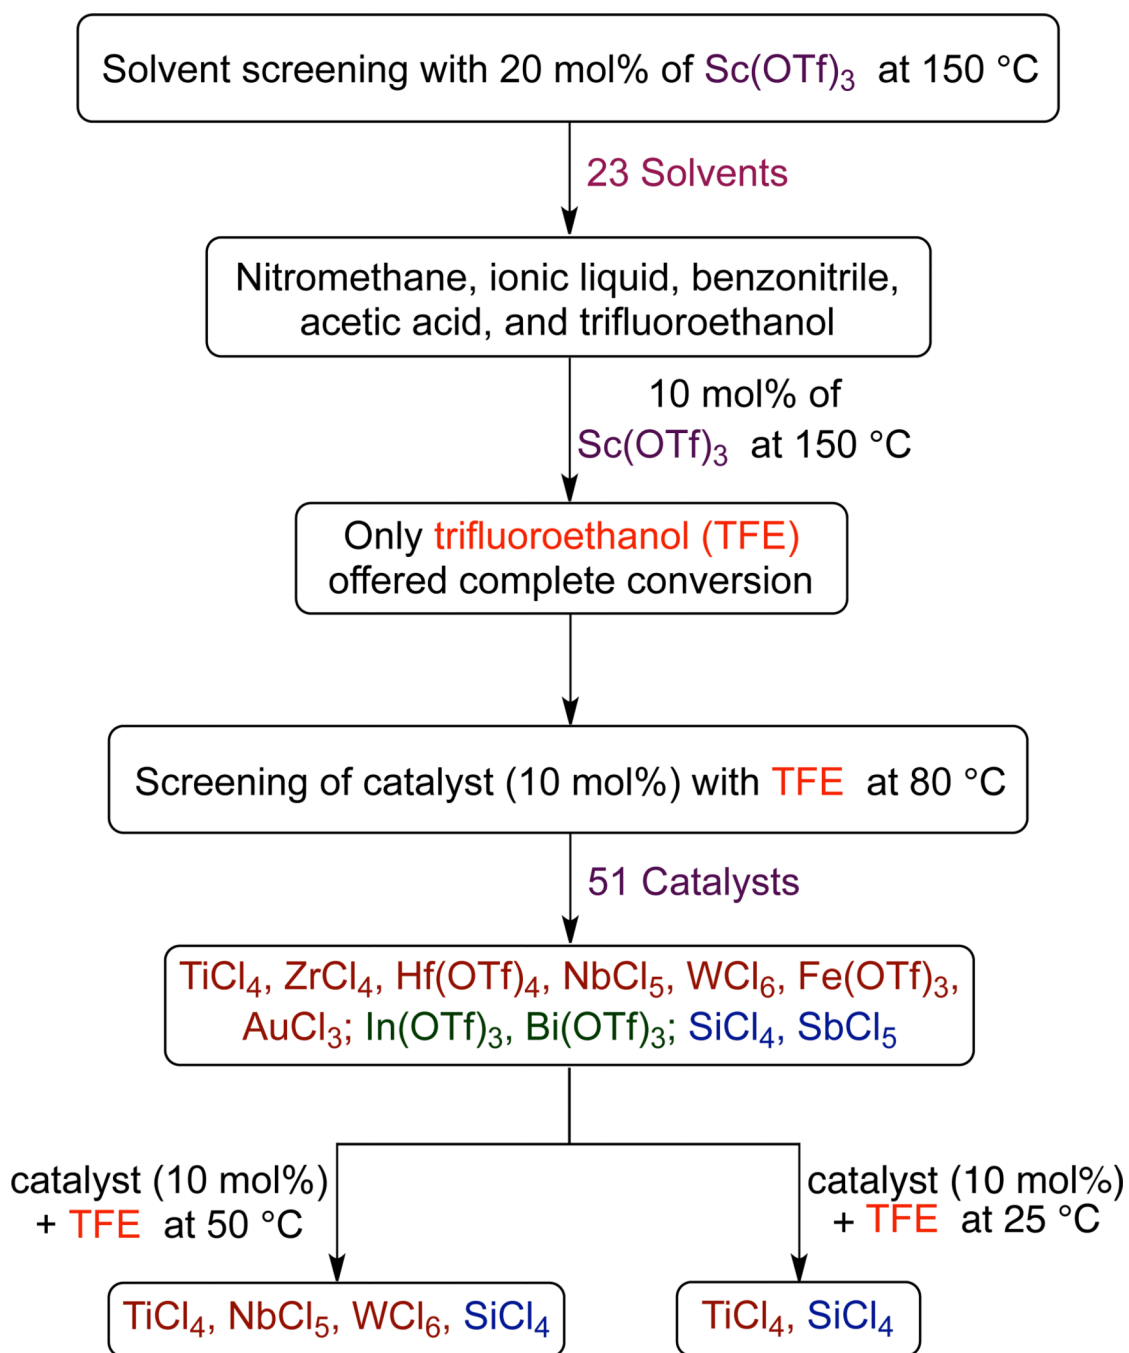 Solvent screening with 20 mol% of Sc(OTf)₃ at 150 °C
23 Solvents
Nitromethane, ionic liquid, benzonitrile,
acetic acid, and trifluoroethanol
10 mol% of
Sc(OTf)₃ at 150 °C
Only trifluoroethanol (TFE)
offered complete conversion
Screening of catalyst (10 mol%) with TFE at 80 °C
51 Catalysts
TiCl₄, ZrCl₄, Hf(OTf)₄, NbCl₅, WCl₆, Fe(OTf)₃,
AuCl₃; In(OTf)₃, Bi(OTf)₃; SiCl₄, SbCl₅
catalyst (10 mol%)
+ TFE at 50 °C
catalyst (10 mol%)
+ TFE at 25 °C
TiCl₄, NbCl₅, WCl₆, SiCl₄
TiCl₄, SiCl₄